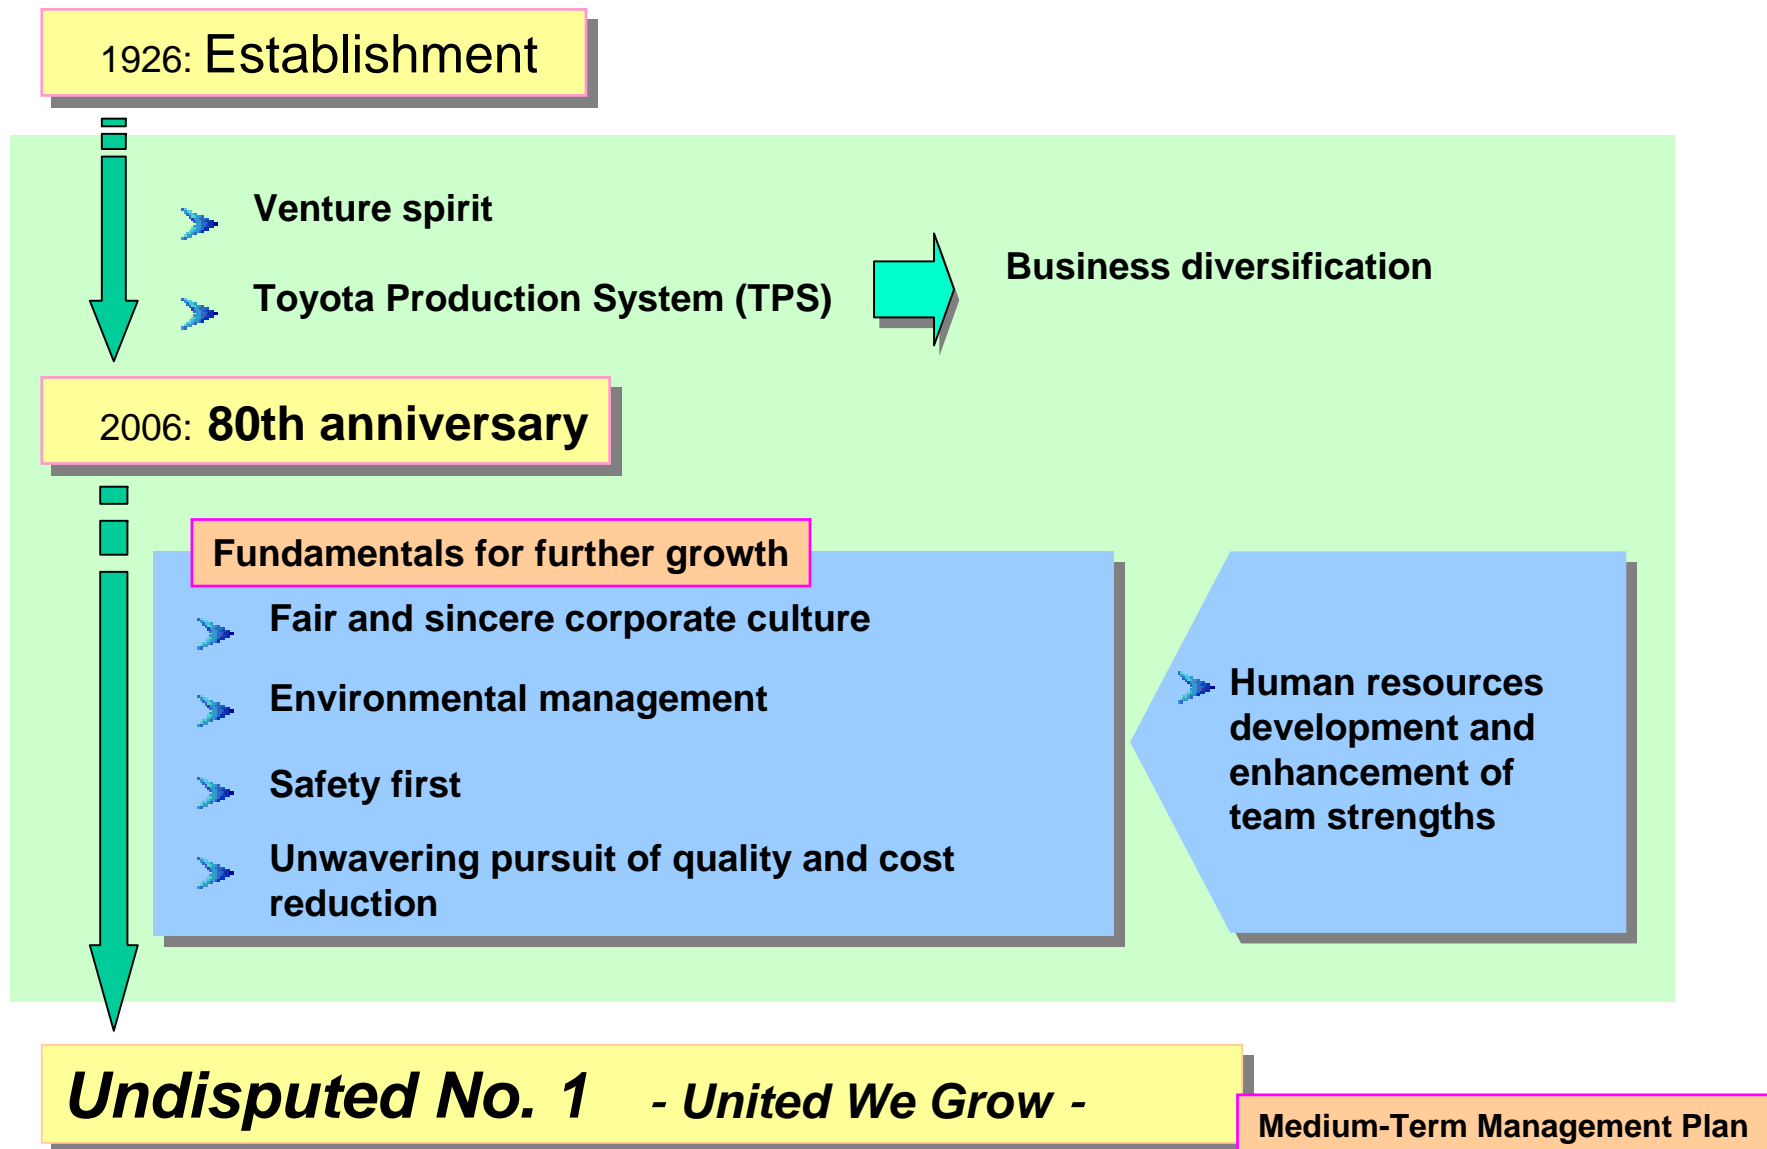 1926: Establishment
Venture spirit
Toyota Production System (TPS)
Business diversification
2006: 80th anniversary
Fundamentals for further growth
Fair and sincere corporate culture
Environmental management
Safety first
Unwavering pursuit of quality and cost
reduction
Human resources
development and
enhancement of
team strengths
Undisputed No. 1 - United We Grow -
Medium-Term Management Plan